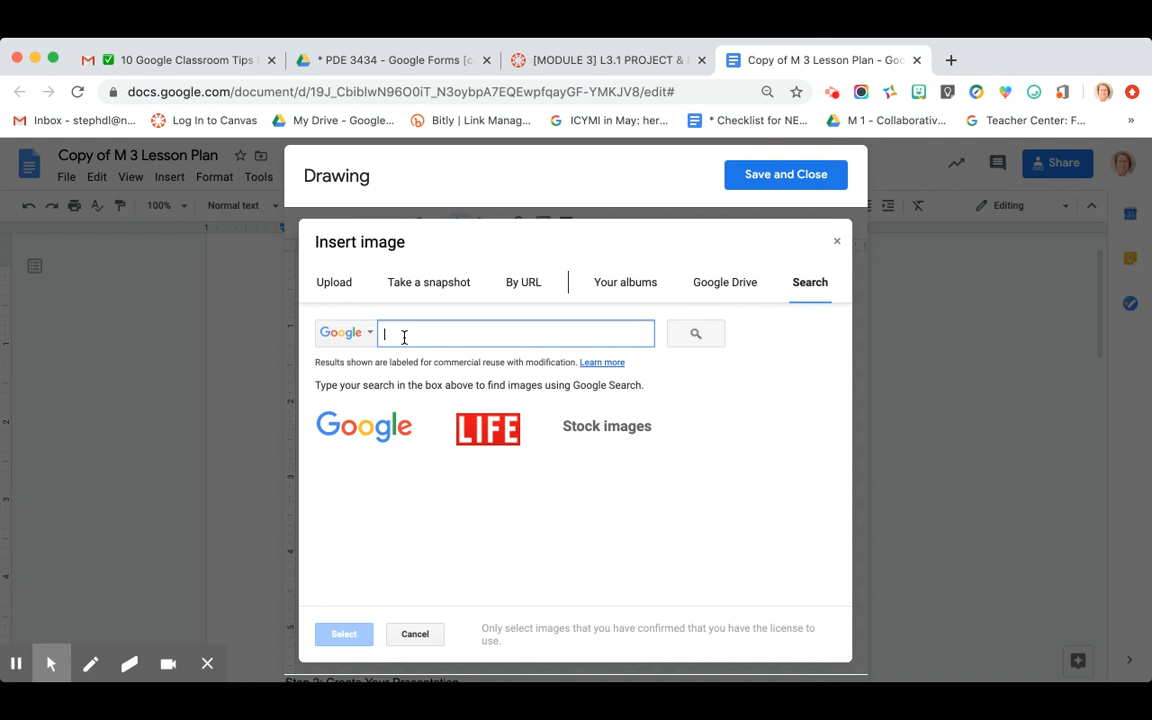 10 Google Classroom Tips
* PDE 3434 - Google Forms [c
[MODULE 3] L3.1 PROJECT &
Copy of M 3 Lesson Plan - Goo
docs.google.com/document/d/19J_CbiblwN96O0iT_N3oybpA7EQEwpfqayGF-YMKJV8/edit#
Inbox - stephdl@n...
Log In to Canvas
My Drive - Google...
Bitly | Link Manag...
ICYMI in May: her...
* Checklist for NE...
M 1 - Collaborativ...
Teacher Center: F...
»
Copy of M 3 Lesson Plan
File Edit View Insert Format Tools
Share
100% Normal text
Editing
Drawing
Save and Close
Insert image
×
Upload Take a snapshot By URL Your albums Google Drive Search
Google
Results shown are labeled for commercial reuse with modification. Learn more
Type your search in the box above to find images using Google Search.
Google LIFE Stock images
Select Cancel
Only select images that you have confirmed that you have the license to
use.
Step 2: Create Your Presentation